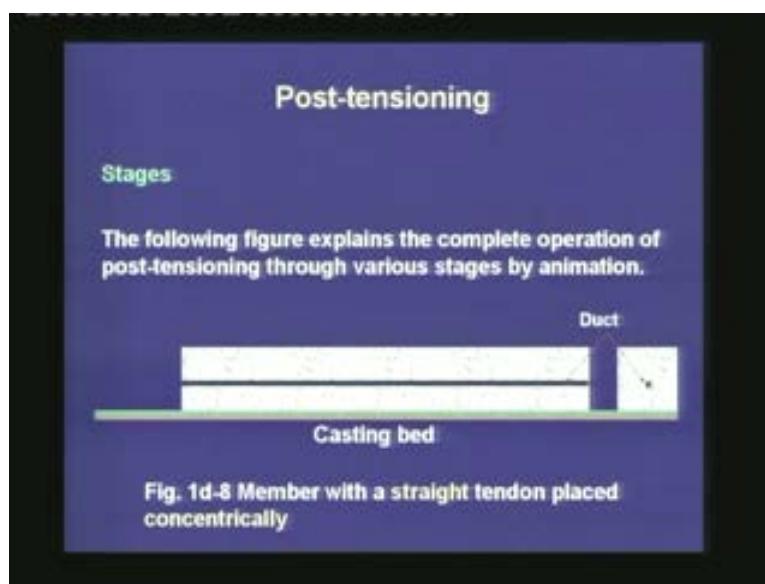 Post-tensioning
Stages
The following figure explains the complete operation of
post-tensioning through various stages by animation.
Duct
Casting bed
Fig. 1d-8 Member with a straight tendon placed
concentrically